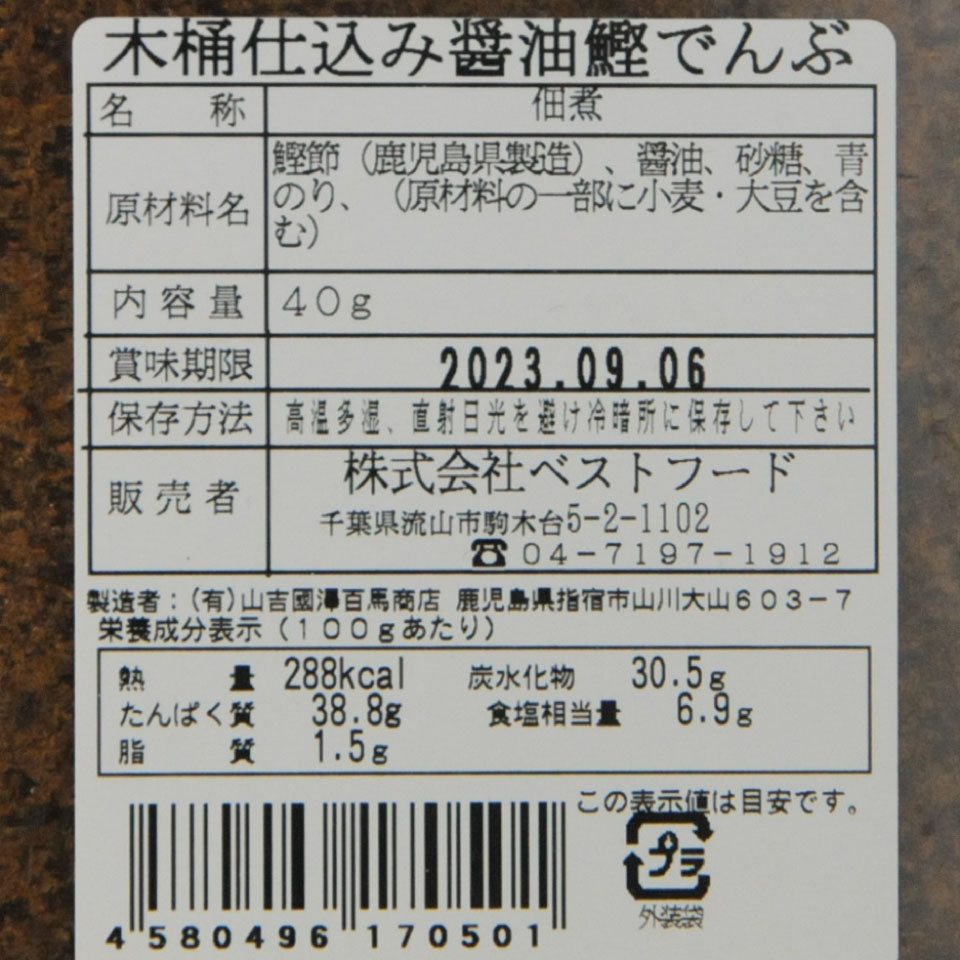 木桶仕込み醤油鰹でんぶ
名称 佃煮
原材料名 鰹節（鹿児島県製造）、醤油、砂糖、青
のり、（原材料の一部に小麦・大豆を含
む）
内容量 40g
賞味期限 2023.09.06
保存方法 高温多湿、直射日光を避け冷暗所に保存して下さい
販売者 株式会社ベストフード
千葉県流山市駒木台5-2-1102
☎04-7197-1912
製造者：(有)山吉國澤百馬商店 鹿児島県指宿市山川大山603-7
栄養成分表示（100gあたり）
熱量 288kcal 炭水化物 30.5g
たんぱく質 38.8g 食塩相当量 6.9g
脂質 1.5g
この表示値は目安です。
プラ
外装袋
4 580496 170501